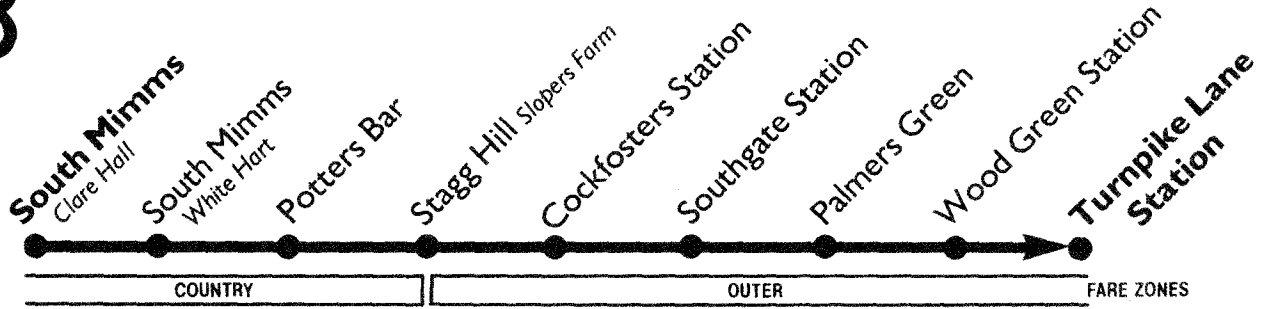 South Mimms
Clare Hall
South Mimms
White Hart
Potters Bar
Stagg Hill Slopers Farm
Cockfosters Station
Southgate Station
Palmers Green
Wood Green Station
Turnpike Lane
Station
COUNTRY
OUTER
FARE ZONES